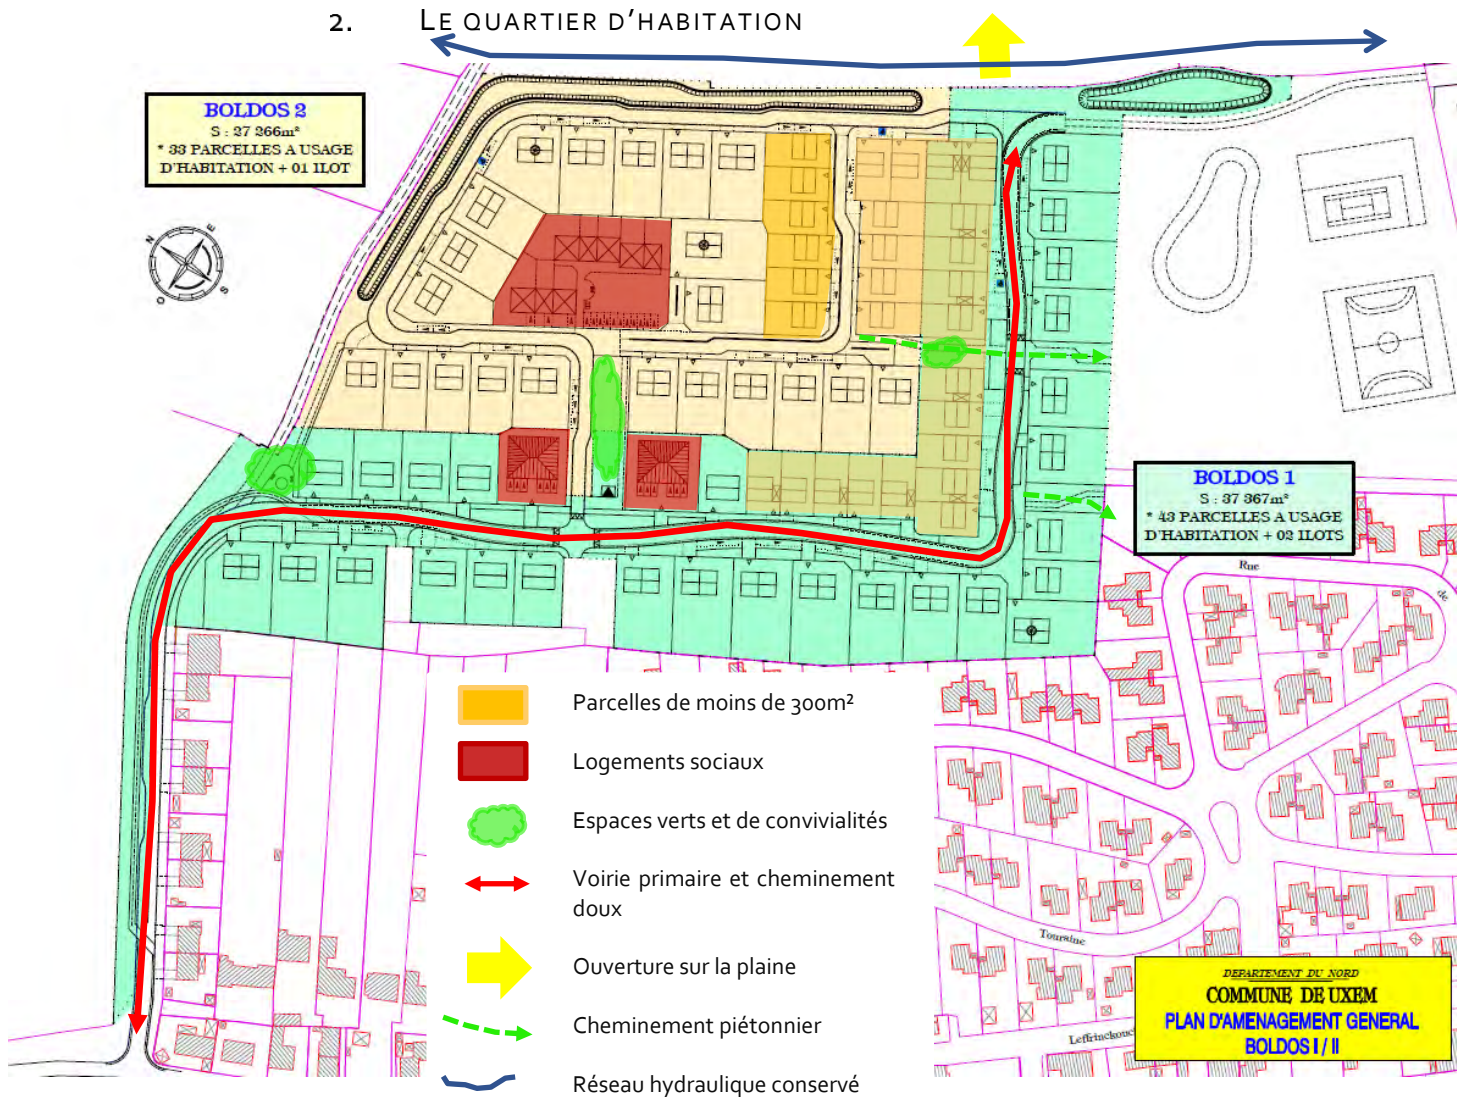 2. LE QUARTIER D'HABITATION
BOLDOS 2
S : 27 266m²
* 33 PARCELLES A USAGE
D'HABITATION + 01 ILOT
N
E
O
S
BOLDOS 1
S : 37 367m²
* 43 PARCELLES A USAGE
D'HABITATION + 02 ILOTS
Rue
de
Parcelles de moins de 300m²
Logements sociaux
Espaces verts et de convivialités
Voirie primaire et cheminement
doux
Ouverture sur la plaine
Cheminement piétonnier
Réseau hydraulique conservé
Touraine
Leffrinckouc
DEPARTEMENT DU NORD
COMMUNE DE UXEM
PLAN D'AMENAGEMENT GENERAL
BOLDOS I / II